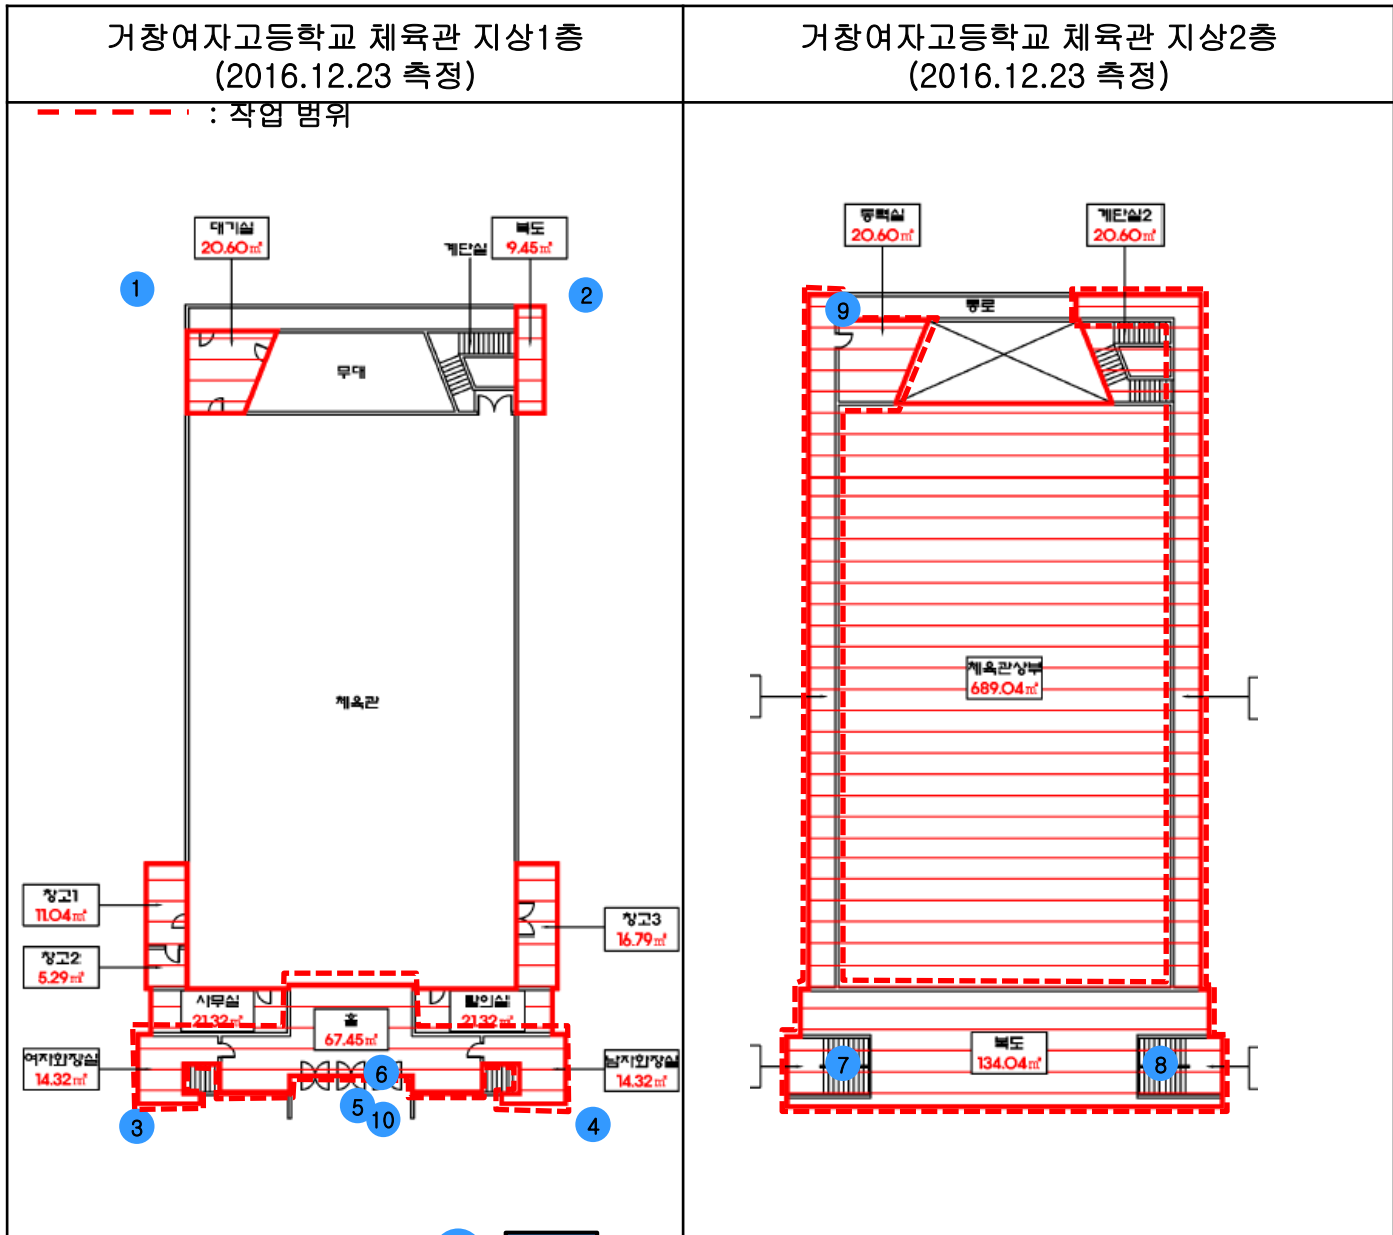 거창여자고등학교 체육관 지상1층
(2016.12.23 측정)
거창여자고등학교 체육관 지상2층
(2016.12.23 측정)
: 작업 범위
대기실
20.60㎡
계단실
복도
9.45㎡
1
2
무대
체육관
창고1
11.04㎡
창고2
5.29㎡
창고3
16.79㎡
사무실
21.32㎡
홀
67.45㎡
탈의실
21.32㎡
여자화장실
14.32㎡
남자화장실
14.32㎡
6
5
10
3
4
동력실
20.60㎡
계단실2
20.60㎡
9
통로
체육관상부
689.04㎡
복도
134.04㎡
7
8